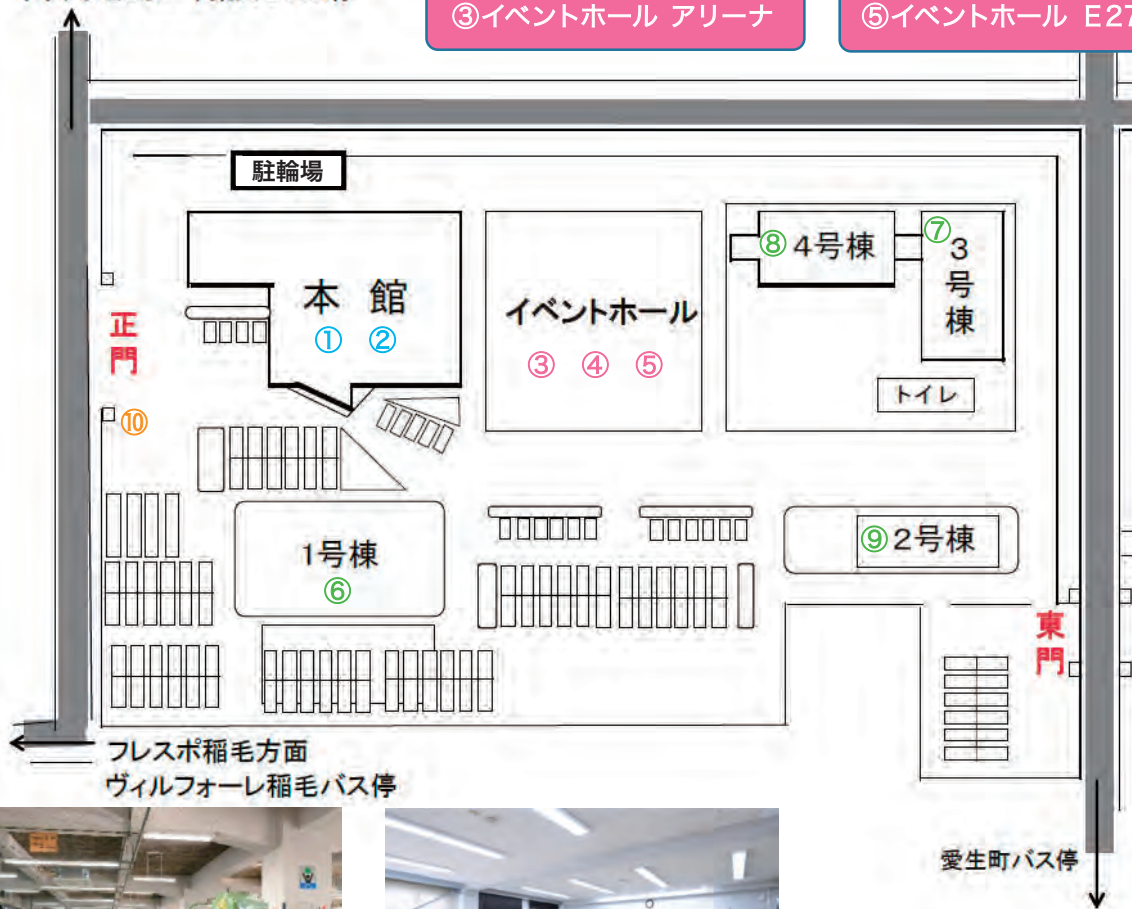 ③イベントホール アリーナ
⑤イベントホール E27
駐輪場
⑧ 4号棟
⑦
3号棟
本 館
① ②
イベントホール
③ ④ ⑤
正門
トイレ
⑩
1号棟
⑥
⑨ 2号棟
東門
フレスポ稲毛方面
ヴィルフォーレ稲毛バス停
愛生町バス停